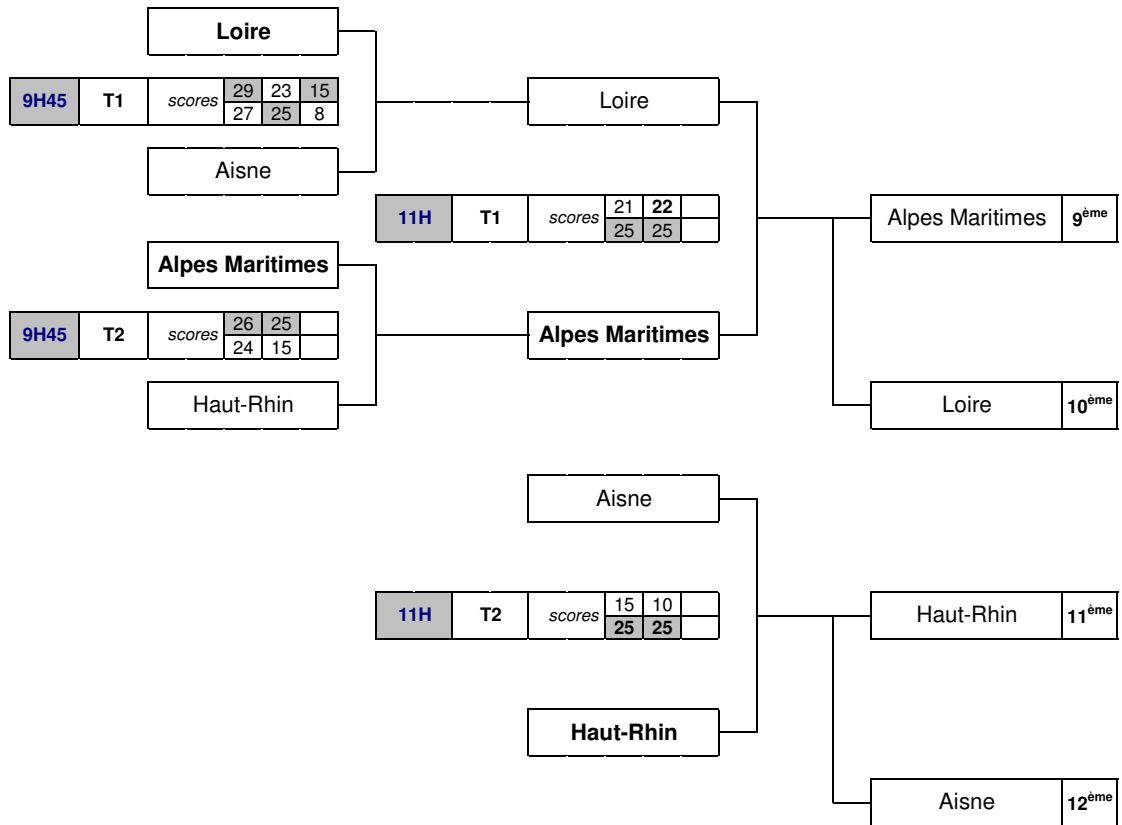 Loire
9H45 T1 scores 29 23 15
27 25 8
Aisne
Loire
11H T1 scores 21 22
25 25
Alpes Maritimes 9ème
Alpes Maritimes
9H45 T2 scores 26 25
24 15
Alpes Maritimes
Haut-Rhin
Loire 10ème
Aisne
11H T2 scores 15 10
25 25
Haut-Rhin 11ème
Haut-Rhin
Aisne 12ème